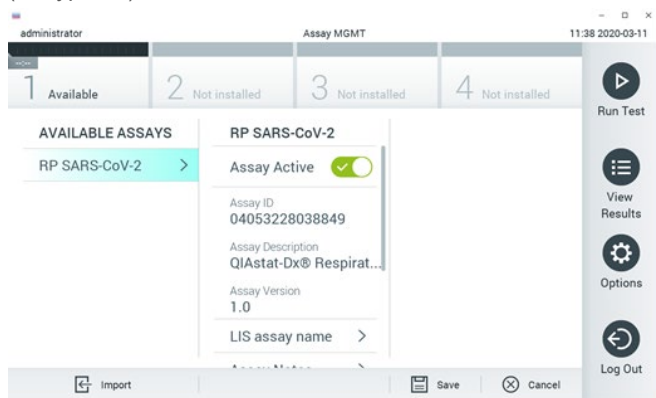 administrator
Assay MGMT
11:38 2020-03-11
1 Available
2 Not installed
3 Not installed
4 Not installed
Run Test
AVAILABLE ASSAYS
RP SARS-CoV-2
RP SARS-CoV-2
Assay Active
Assay ID
04053228038849
Assay Description
QIAstat-Dx® Respirat...
Assay Version
1.0
LIS assay name
View
Results
Options
Log Out
Import
Save
Cancel